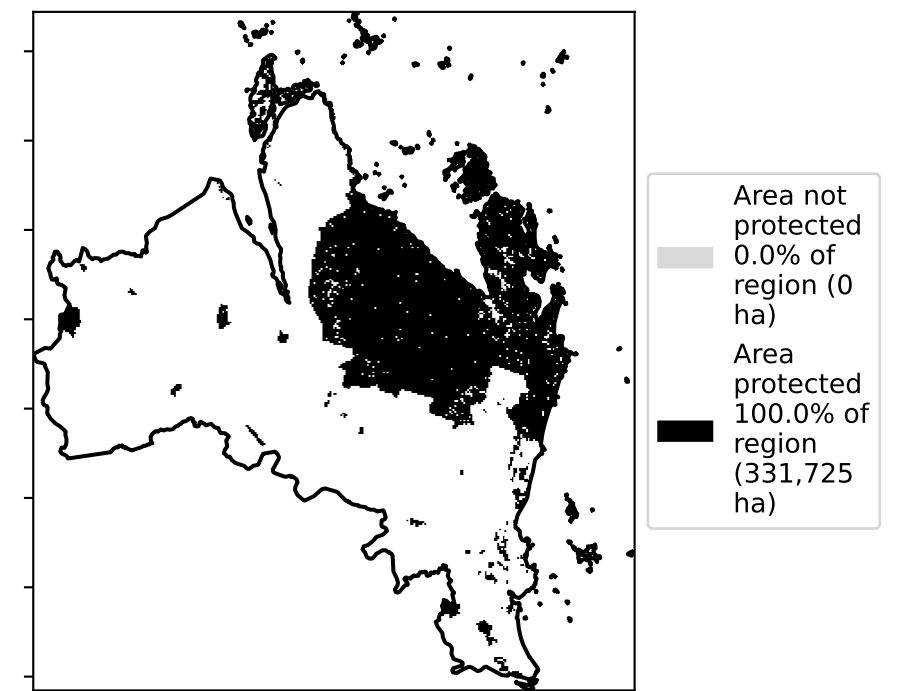 Area not
protected
0.0% of
region (0
ha)
Area
protected
100.0% of
region
(331,725
ha)